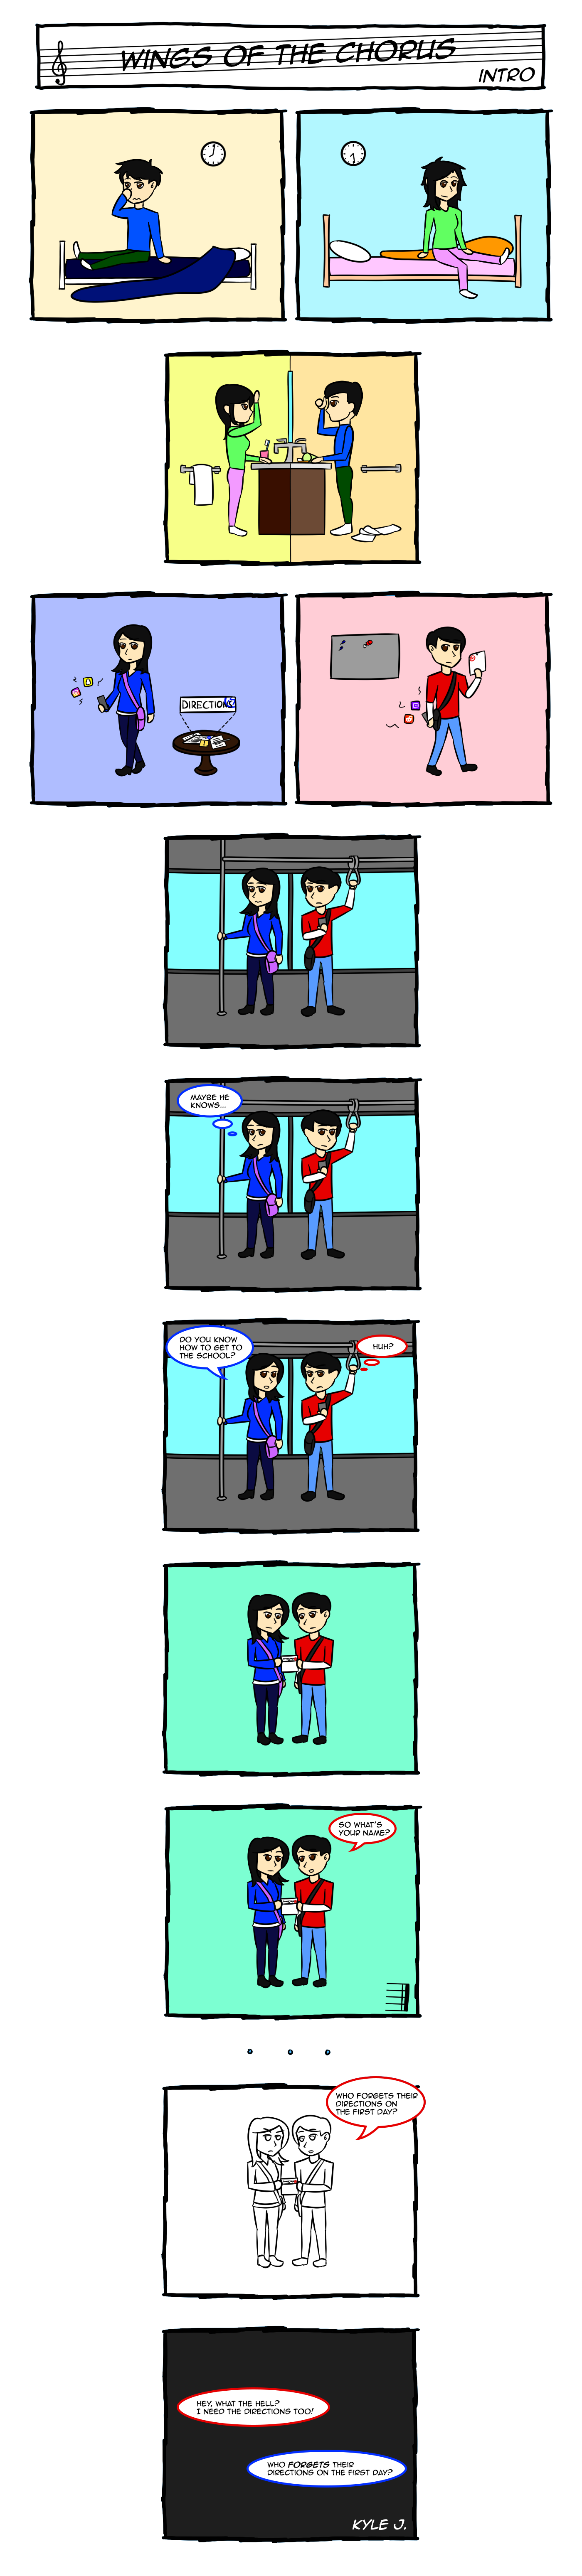 WINGS OF THE CHORUS
INTRO
DIRECTIONS
MAYBE HE
KNOWS...
DO YOU KNOW
HOW TO GET TO
THE SCHOOL?
HUH?
SO WHAT'S
YOUR NAME?
WHO FORGETS THEIR
DIRECTIONS ON
THE FIRST DAY?
HEY, WHAT THE HELL?
I NEED THE DIRECTIONS TOO!
WHO FORGETS THEIR
DIRECTIONS ON THE FIRST DAY?
KYLE J.